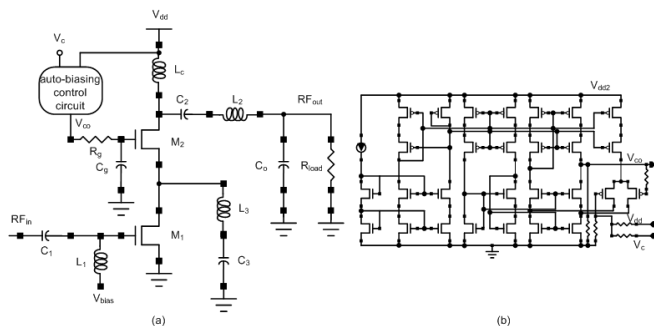 V_dd
V_c
auto-biasing
control
circuit
L_c
V_co
R_g
C_g
M_2
C_2
L_2
RF_out
C_o
R_load
RF_in
C_1
L_1
V_bias
M_1
L_3
C_3
(a)
V_dd2
V_co
V_dd
V_c
(b)